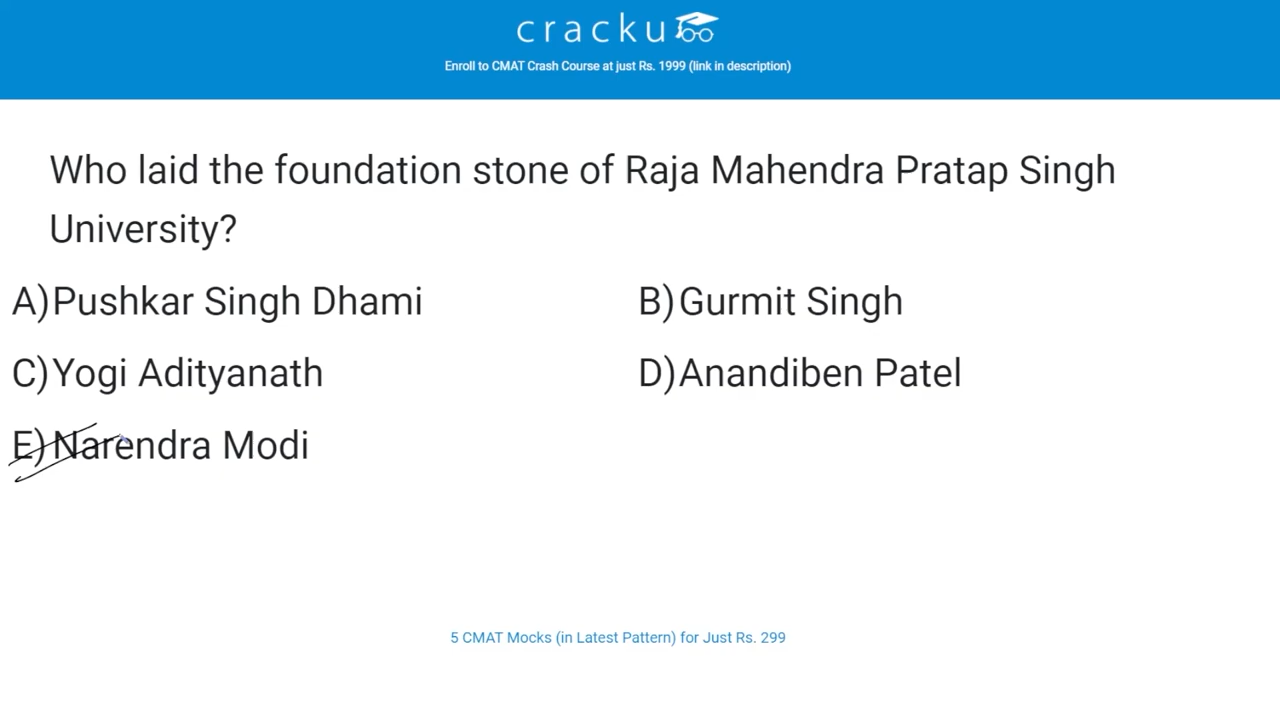 cracku
Enroll to CMAT Crash Course at just Rs. 1999 (link in description)
Who laid the foundation stone of Raja Mahendra Pratap Singh
University?
A)Pushkar Singh Dhami
B)Gurmit Singh
C)Yogi Adityanath
D)Anandiben Patel
E)Narendra Modi
5 CMAT Mocks (in Latest Pattern) for Just Rs. 299